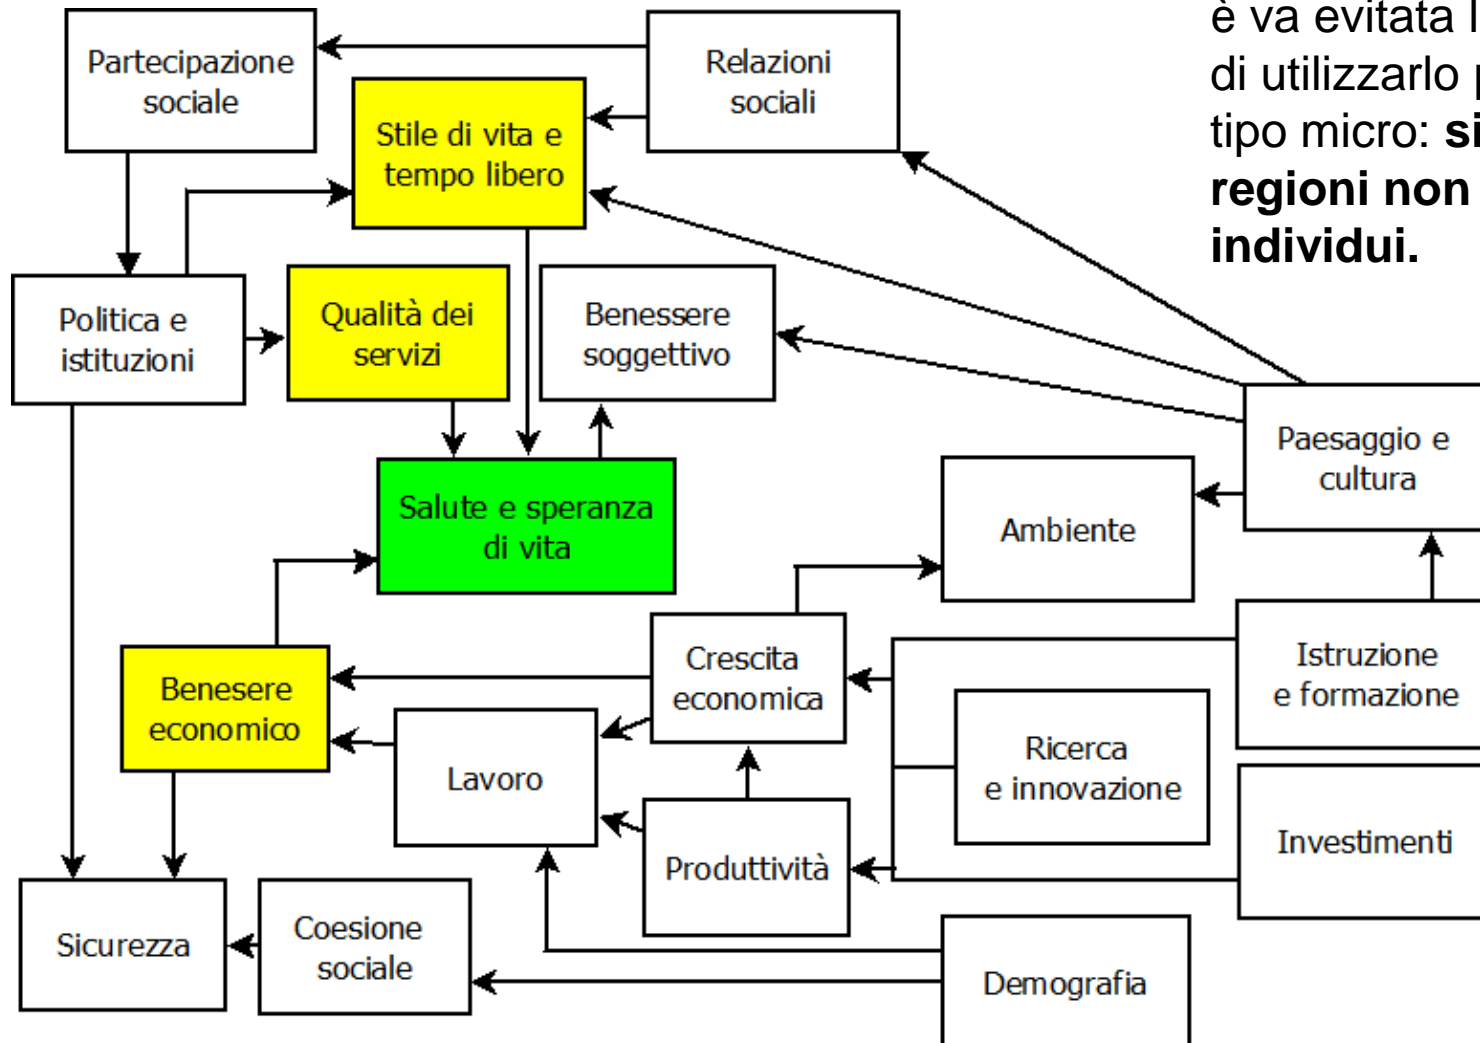 è va evitata l
di utilizzarlo p
tipo micro: si
regioni non
individui.
Partecipazione
sociale
Relazioni
sociali
Stile di vita e
tempo libero
Politica e
istituzioni
Qualità dei
servizi
Benessere
soggettivo
Paesaggio e
cultura
Salute e speranza
di vita
Ambiente
Crescita
economica
Istruzione
e formazione
Benesere
economico
Ricerca
e innovazione
Lavoro
Investimenti
Produttività
Sicurezza
Coesione
sociale
Demografia